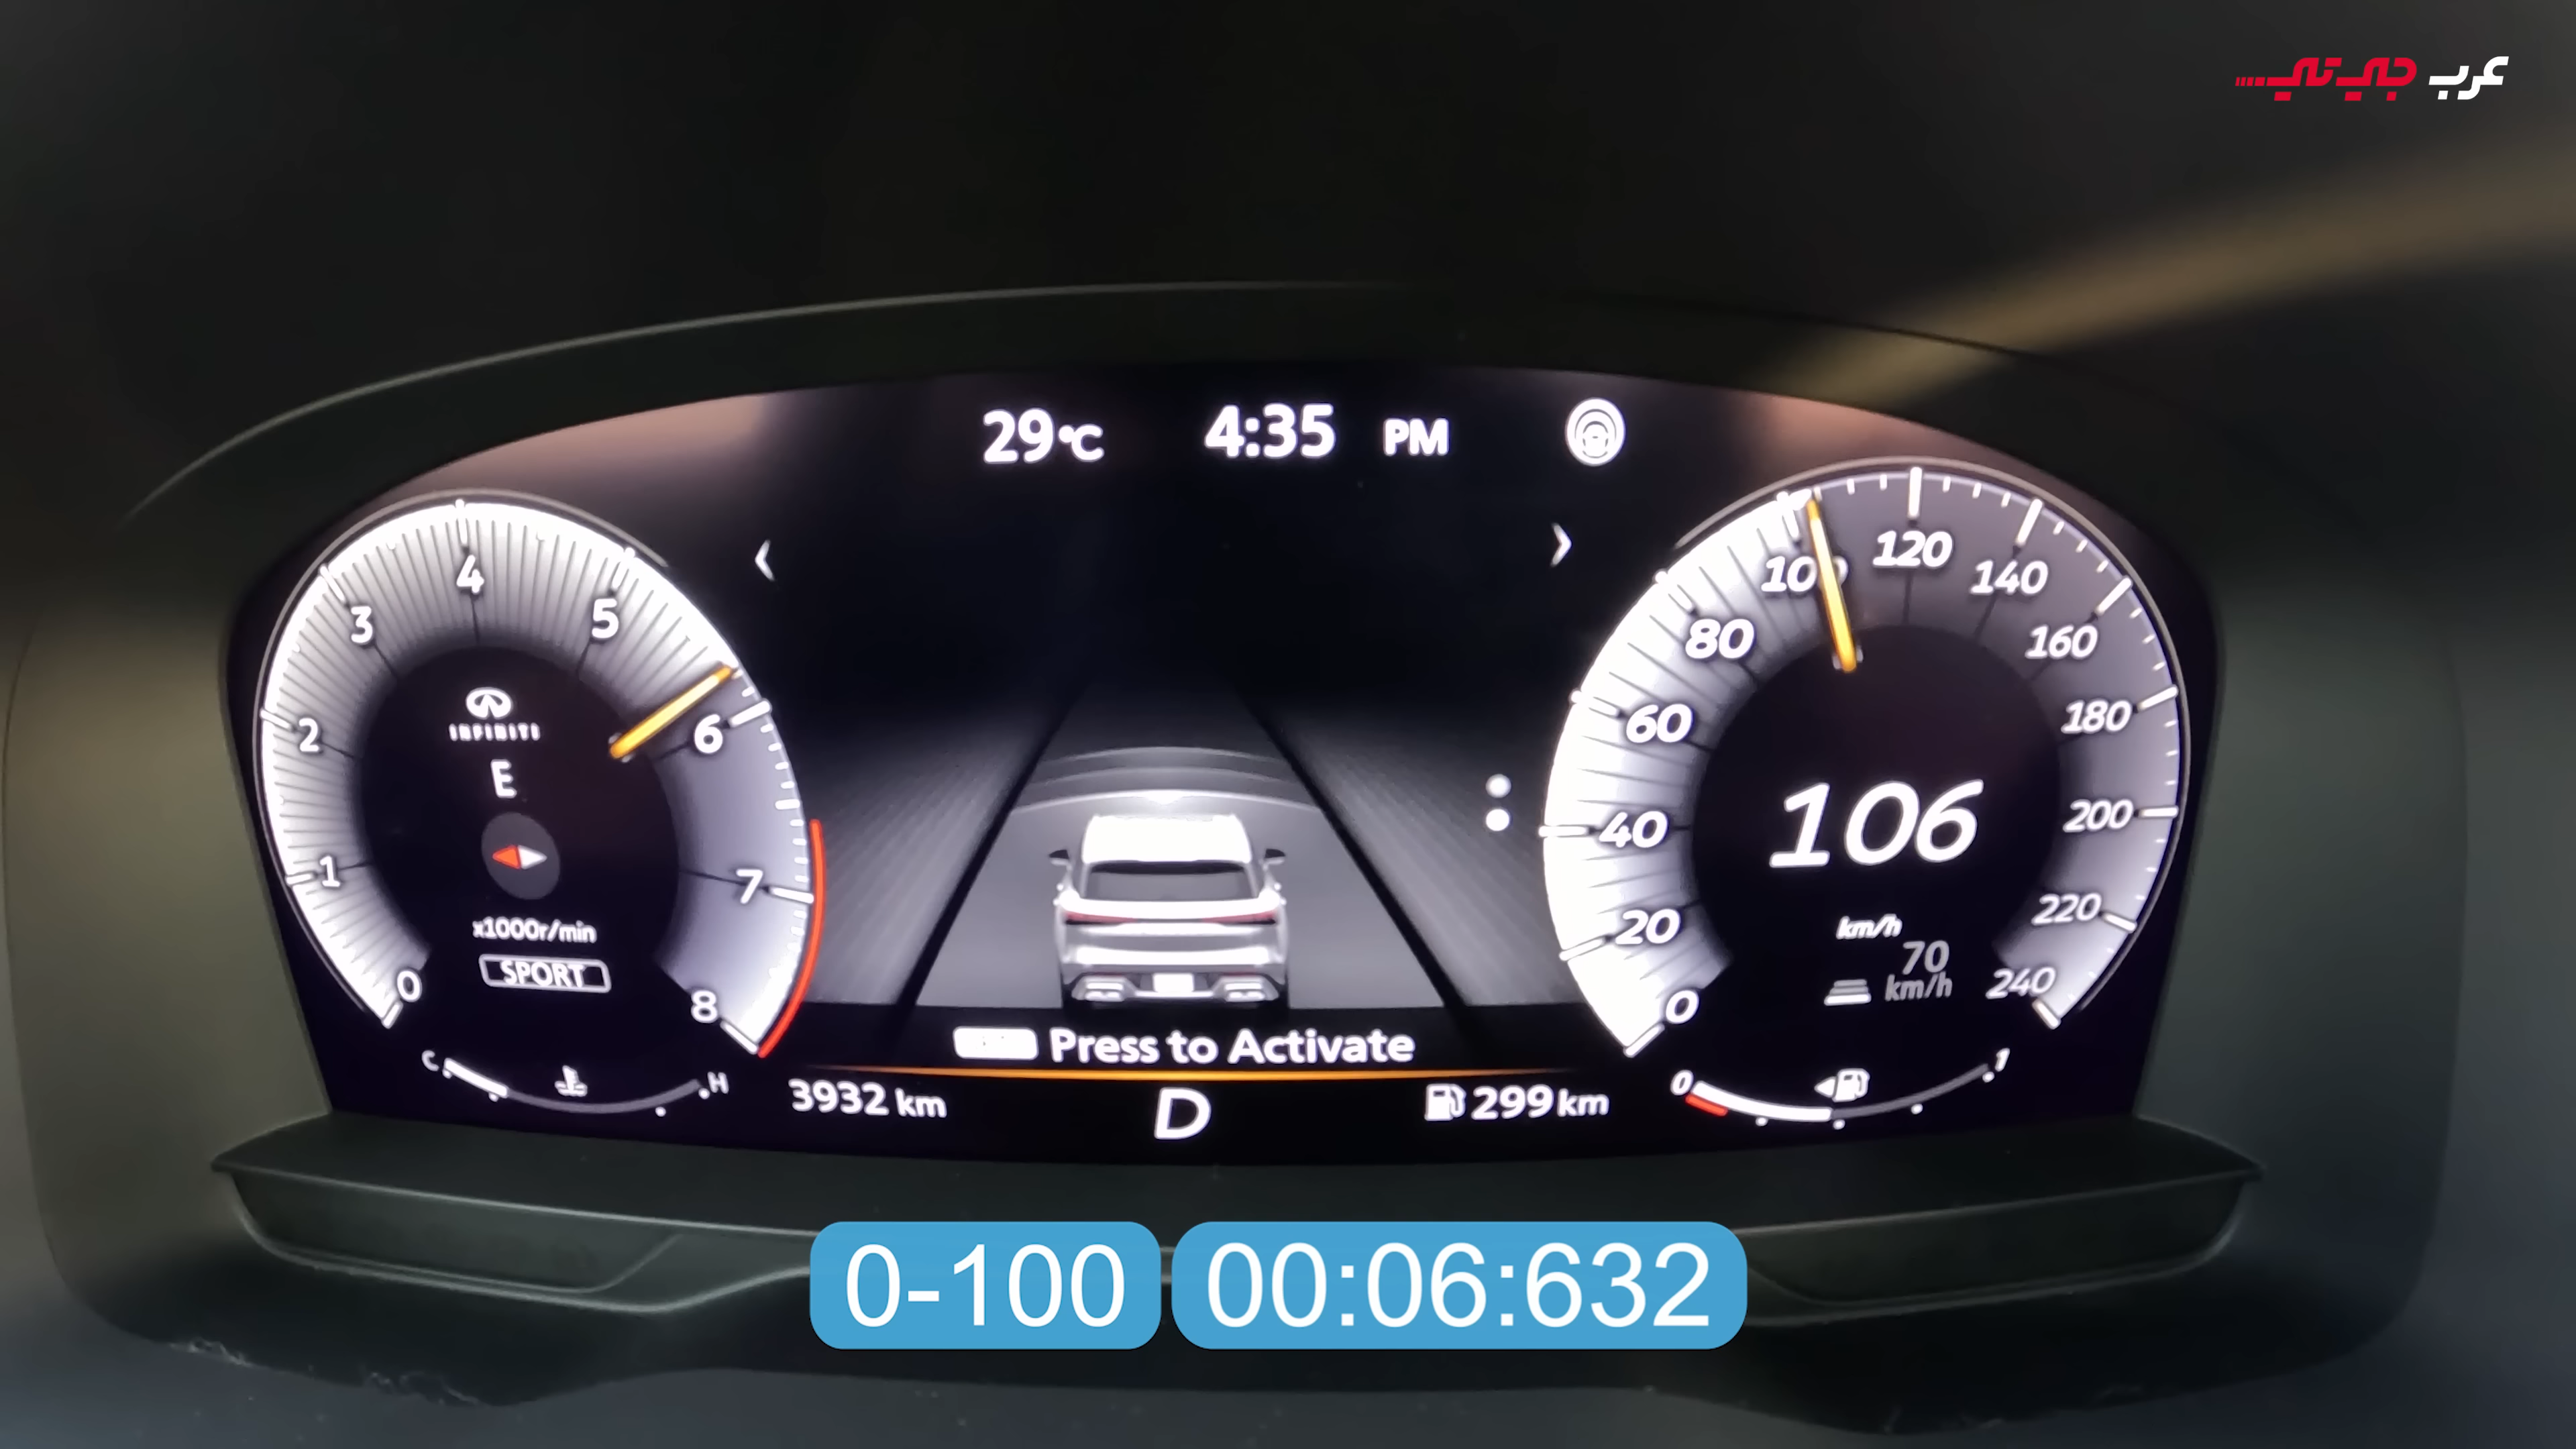 عرب جي تي
29°C 4:35 PM
4
3
5
2
6
1
7
0
8
INFINITI
E
x1000r/min
SPORT
C H
120
100
140
80
160
60
180
40
200
20
220
0
240
106
km/h
70
km/h
Press to Activate
3932 km
D
299 km
0 1
0-100 00:06:632